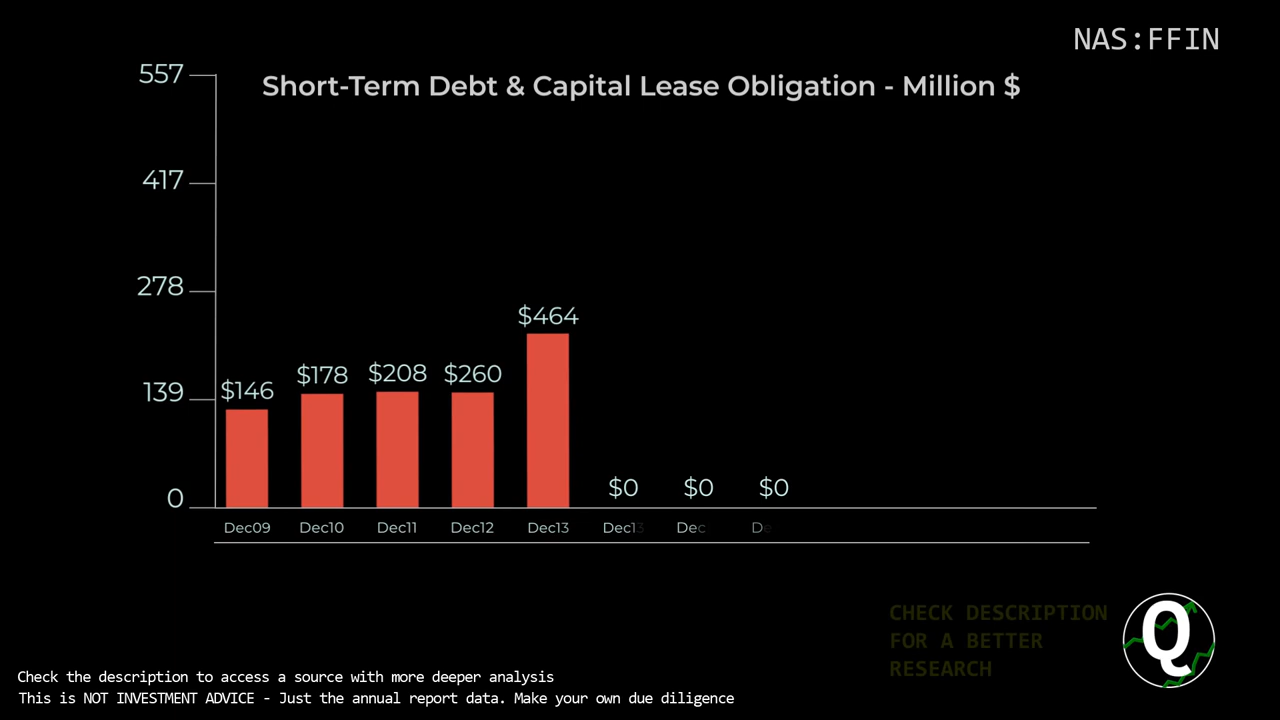 NAS:FFIN
Short-Term Debt & Capital Lease Obligation - Million $
557
417
278
139
0
$146
$178
$208
$260
$464
$0
$0
$0
Dec09
Dec10
Dec11
Dec12
Dec13
Dec13
Dec
De
CHECK DESCRIPTION
FOR A BETTER
RESEARCH
Q
Check the description to access a source with more deeper analysis
This is NOT INVESTMENT ADVICE - Just the annual report data. Make your own due diligence